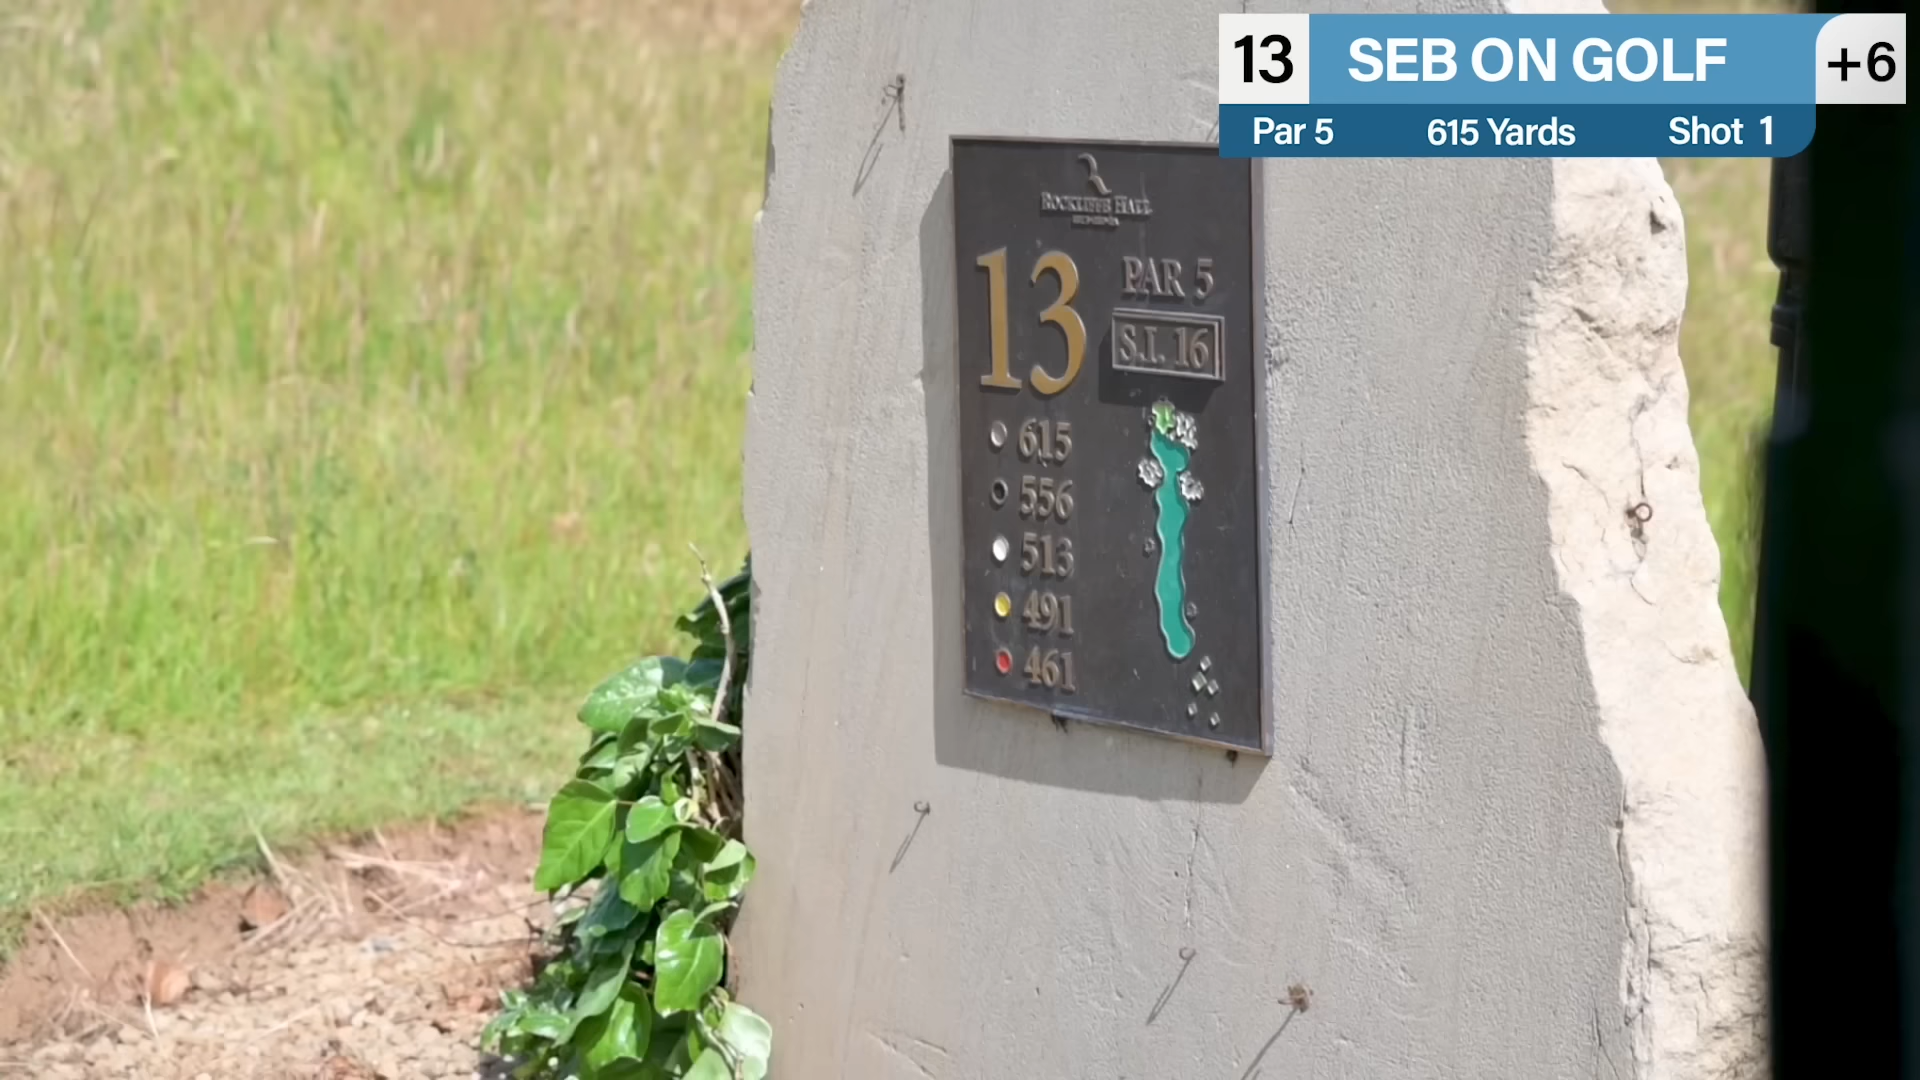 13 SEB ON GOLF +6
Par 5 615 Yards Shot 1
ROCKLIFFE HALL
13
PAR 5
S.I. 16
615
556
513
491
461